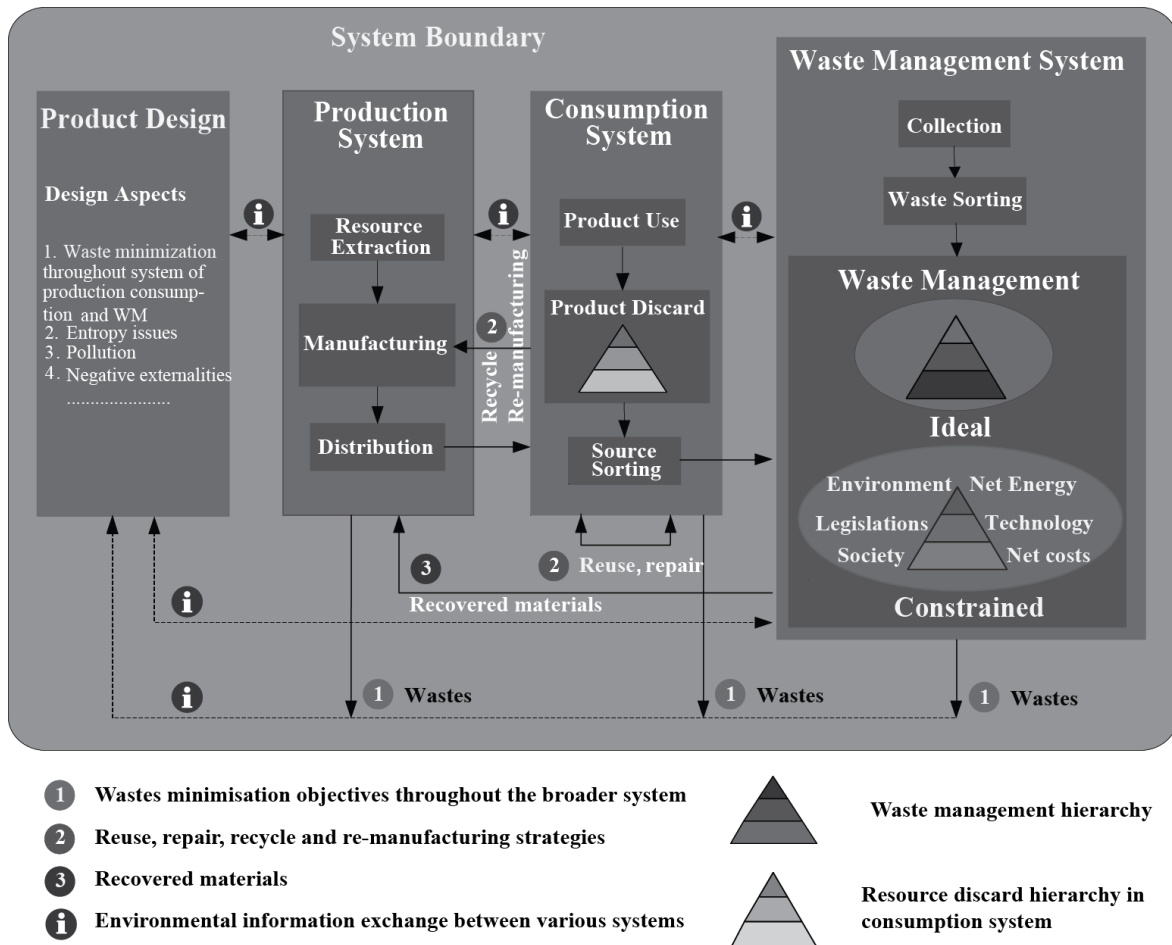 System Boundary
Product Design
Design Aspects
1. Waste minimization
throughout system of
production consump-
tion and WM
2. Entropy issues
3. Pollution
4. Negative externalities
......................
i
Production
System
Resource
Extraction
Manufacturing
Distribution
i
2
Recycle
Re-manufacturing
Consumption
System
Product Use
Product Discard
Source
Sorting
i
2 Reuse, repair
Waste Management System
Collection
Waste Sorting
Waste Management
Ideal
Environment Net Energy
Legislations Technology
Society Net costs
Constrained
3
Recovered materials
i
i
1 Wastes
1 Wastes
1 Wastes
1 Wastes minimisation objectives throughout the broader system
2 Reuse, repair, recycle and re-manufacturing strategies
3 Recovered materials
i Environmental information exchange between various systems
Waste management hierarchy
Resource discard hierarchy in
consumption system